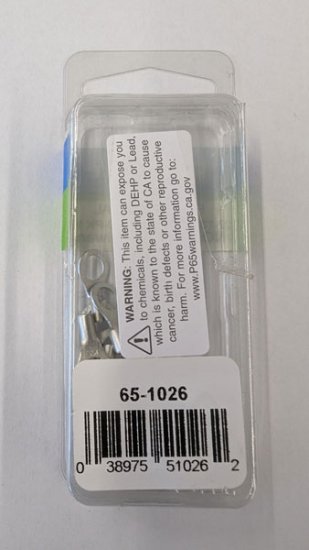 WARNING: This item can expose you
to chemicals, including DEHP or Lead,
which is known to the state of CA to cause
cancer, birth defects or other reproductive
harm. For more information go to:
www.P65warnings.ca.gov
65-1026
0 38975 51026 2